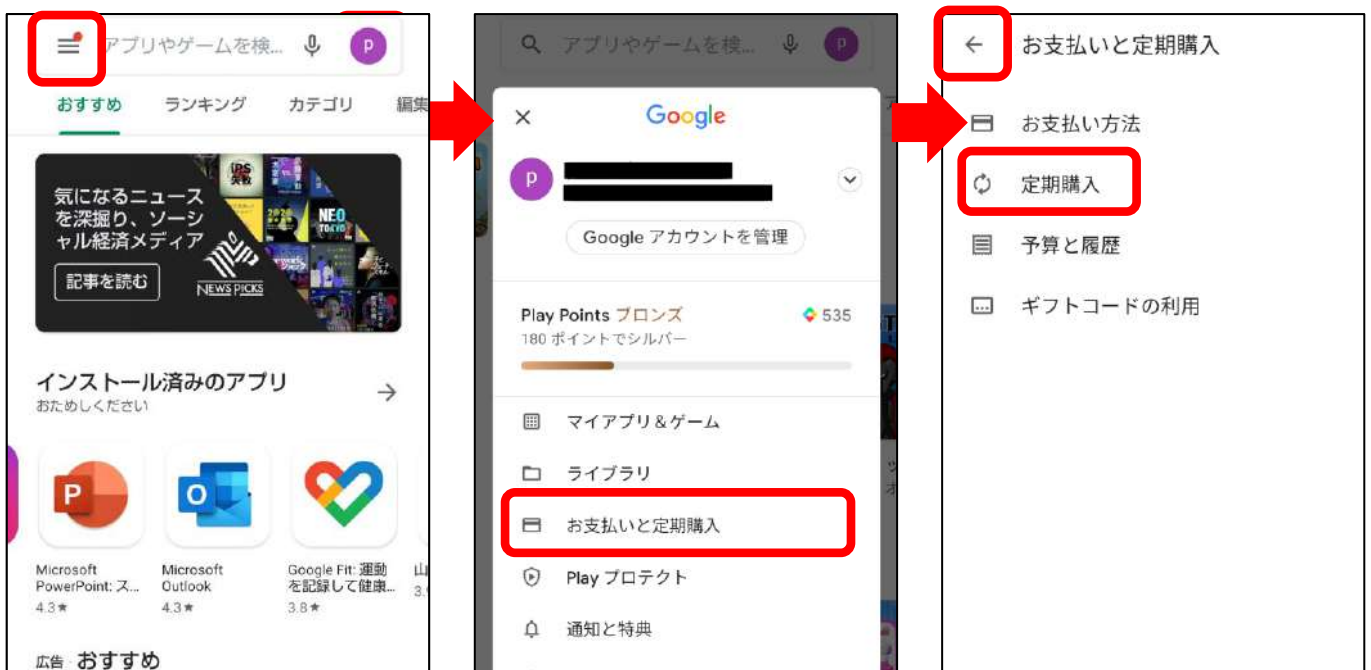 アプリやゲームを検...
P
おすすめ
ランキング
カテゴリ
編集
気になるニュース
を深掘り、ソーシ
ャル経済メディア
記事を読む
NEWS PICKS
NEO
TOKYO
インストール済みのアプリ
おためしください
P
O
Microsoft
PowerPoint: ス...
4.3★
Microsoft
Outlook
4.3★
Google Fit: 運動
を記録して健康...
3.8★
広告・おすすめ
アプリやゲームを検...
P
Google
P
Google アカウントを管理
Play Points ブロンズ
535
180 ポイントでシルバー
マイアプリ&ゲーム
ライブラリ
お支払いと定期購入
Play プロテクト
通知と特典
お支払いと定期購入
お支払い方法
定期購入
予算と履歴
ギフトコードの利用